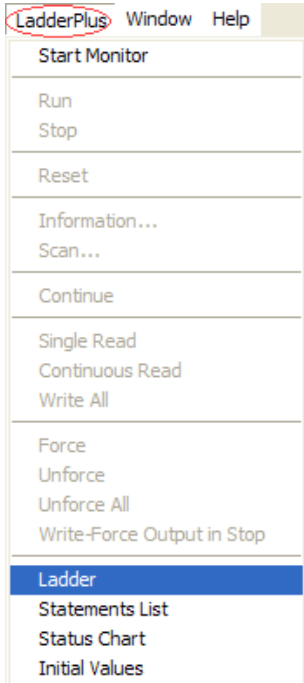 LadderPlus Window Help
Start Monitor
Run
Stop
Reset
Information...
Scan...
Continue
Single Read
Continuous Read
Write All
Force
Unforce
Unforce All
Write-Force Output in Stop
Ladder
Statements List
Status Chart
Initial Values